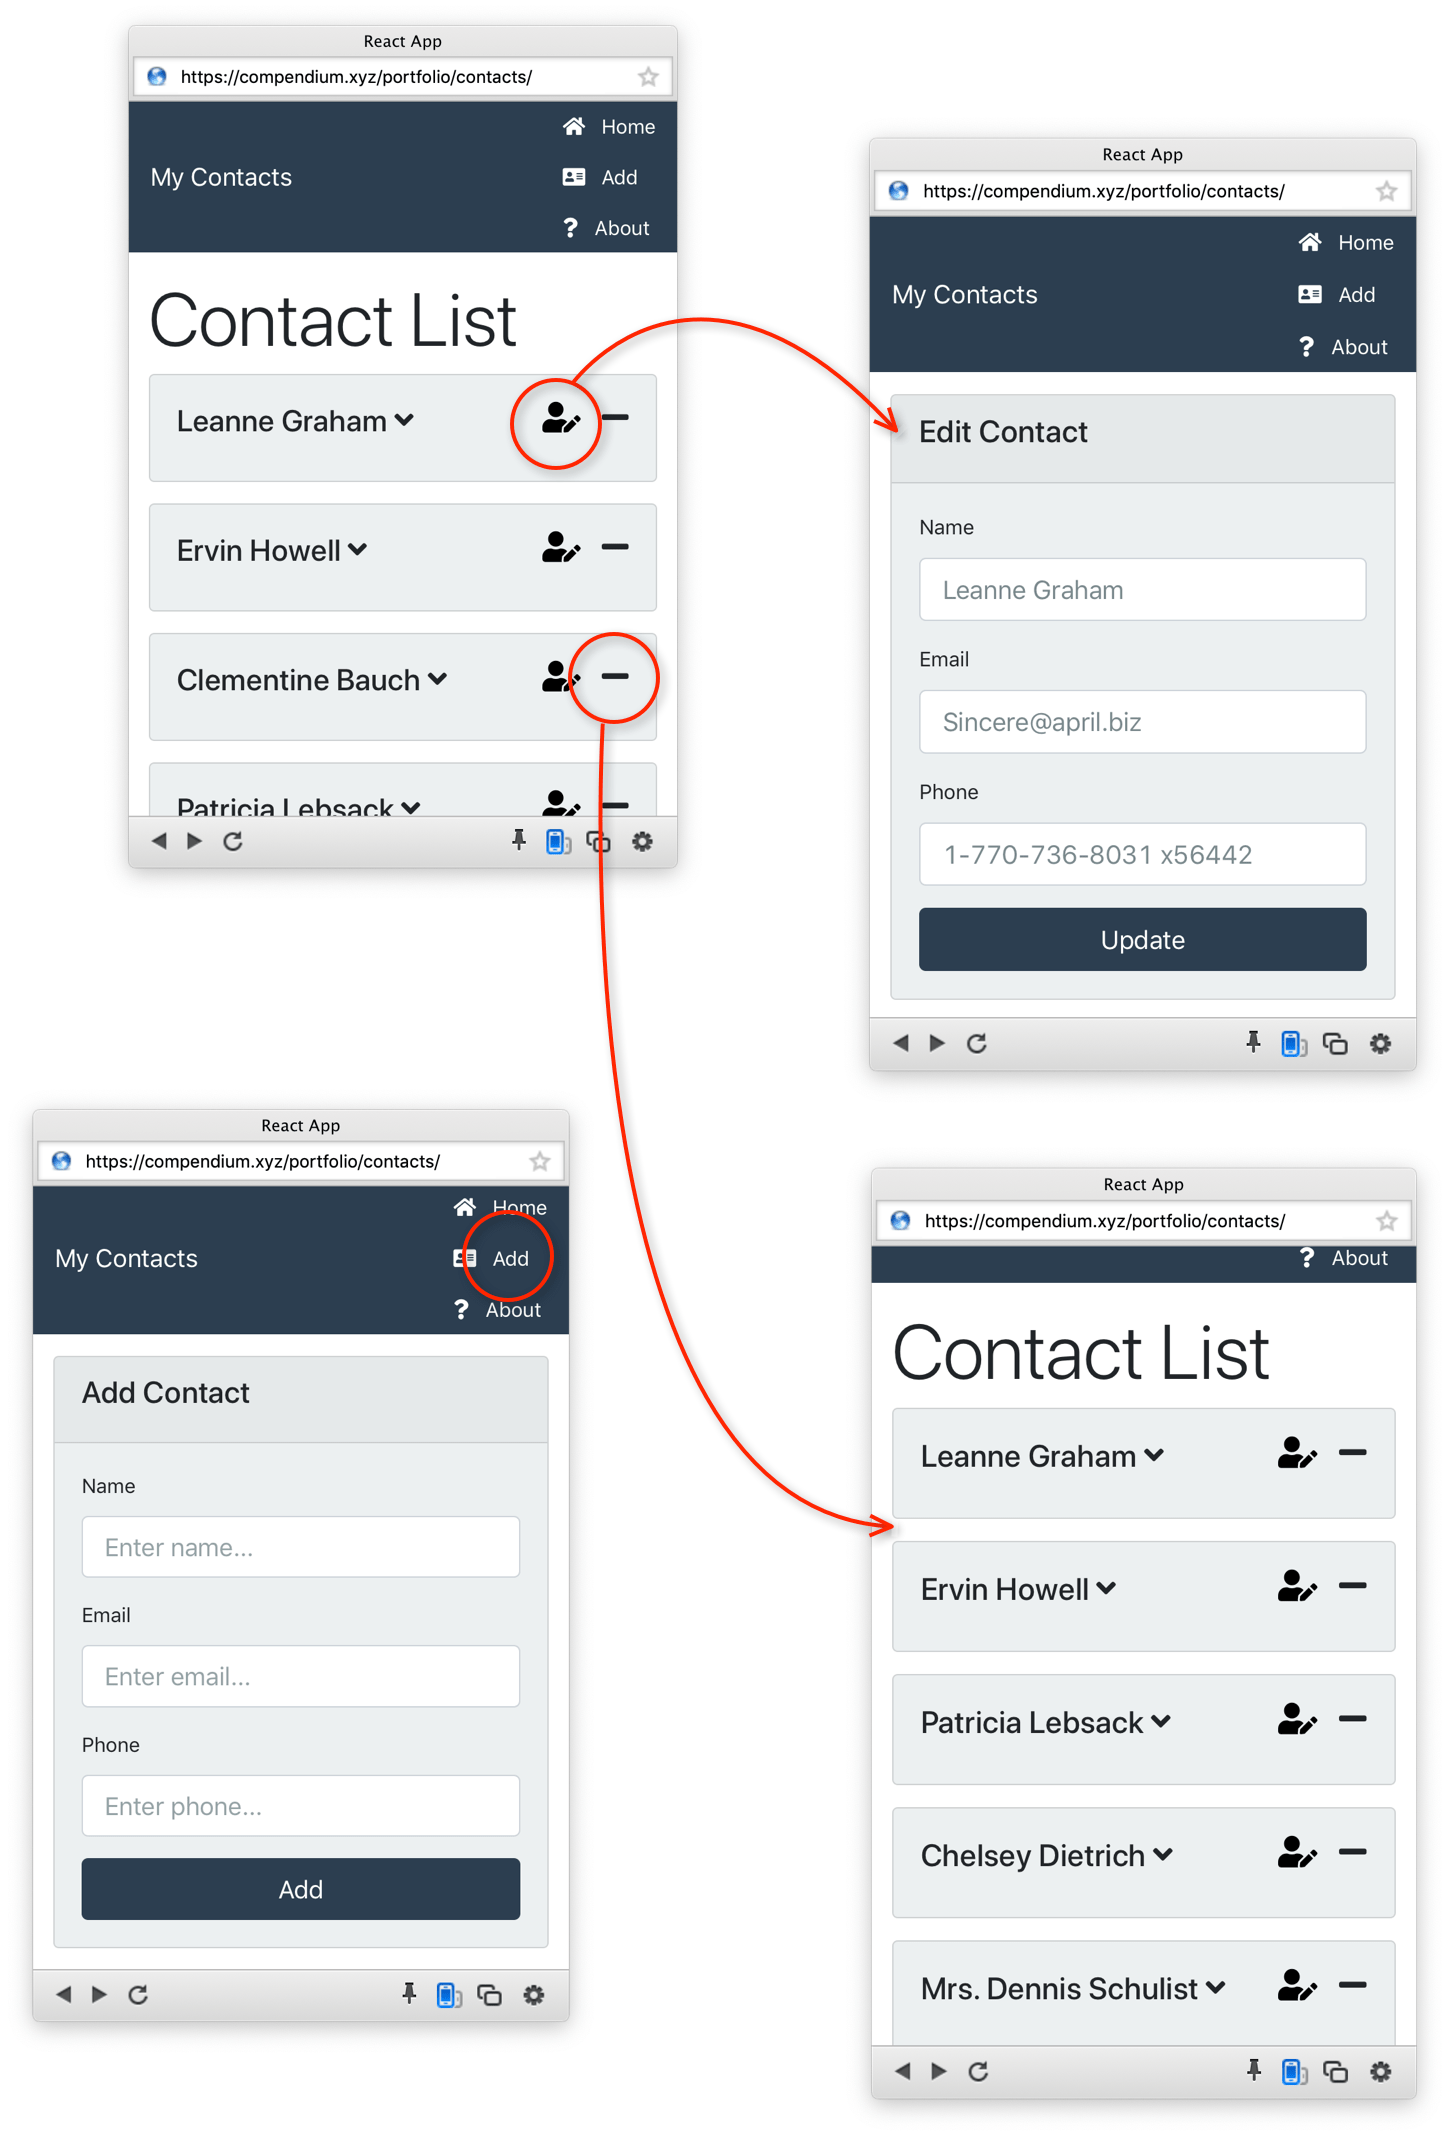 React App
https://compendium.xyz/portfolio/contacts/
Home
My Contacts
Add
About
Contact List
Leanne Graham
Ervin Howell
Clementine Bauch
Patricia Lebsack
React App
https://compendium.xyz/portfolio/contacts/
Home
My Contacts
Add
About
Edit Contact
Name
Leanne Graham
Email
Sincere@april.biz
Phone
1-770-736-8031 x56442
Update
React App
https://compendium.xyz/portfolio/contacts/
Home
My Contacts
Add
About
Add Contact
Name
Enter name...
Email
Enter email...
Phone
Enter phone...
Add
React App
https://compendium.xyz/portfolio/contacts/
About
Contact List
Leanne Graham
Ervin Howell
Patricia Lebsack
Chelsey Dietrich
Mrs. Dennis Schulist